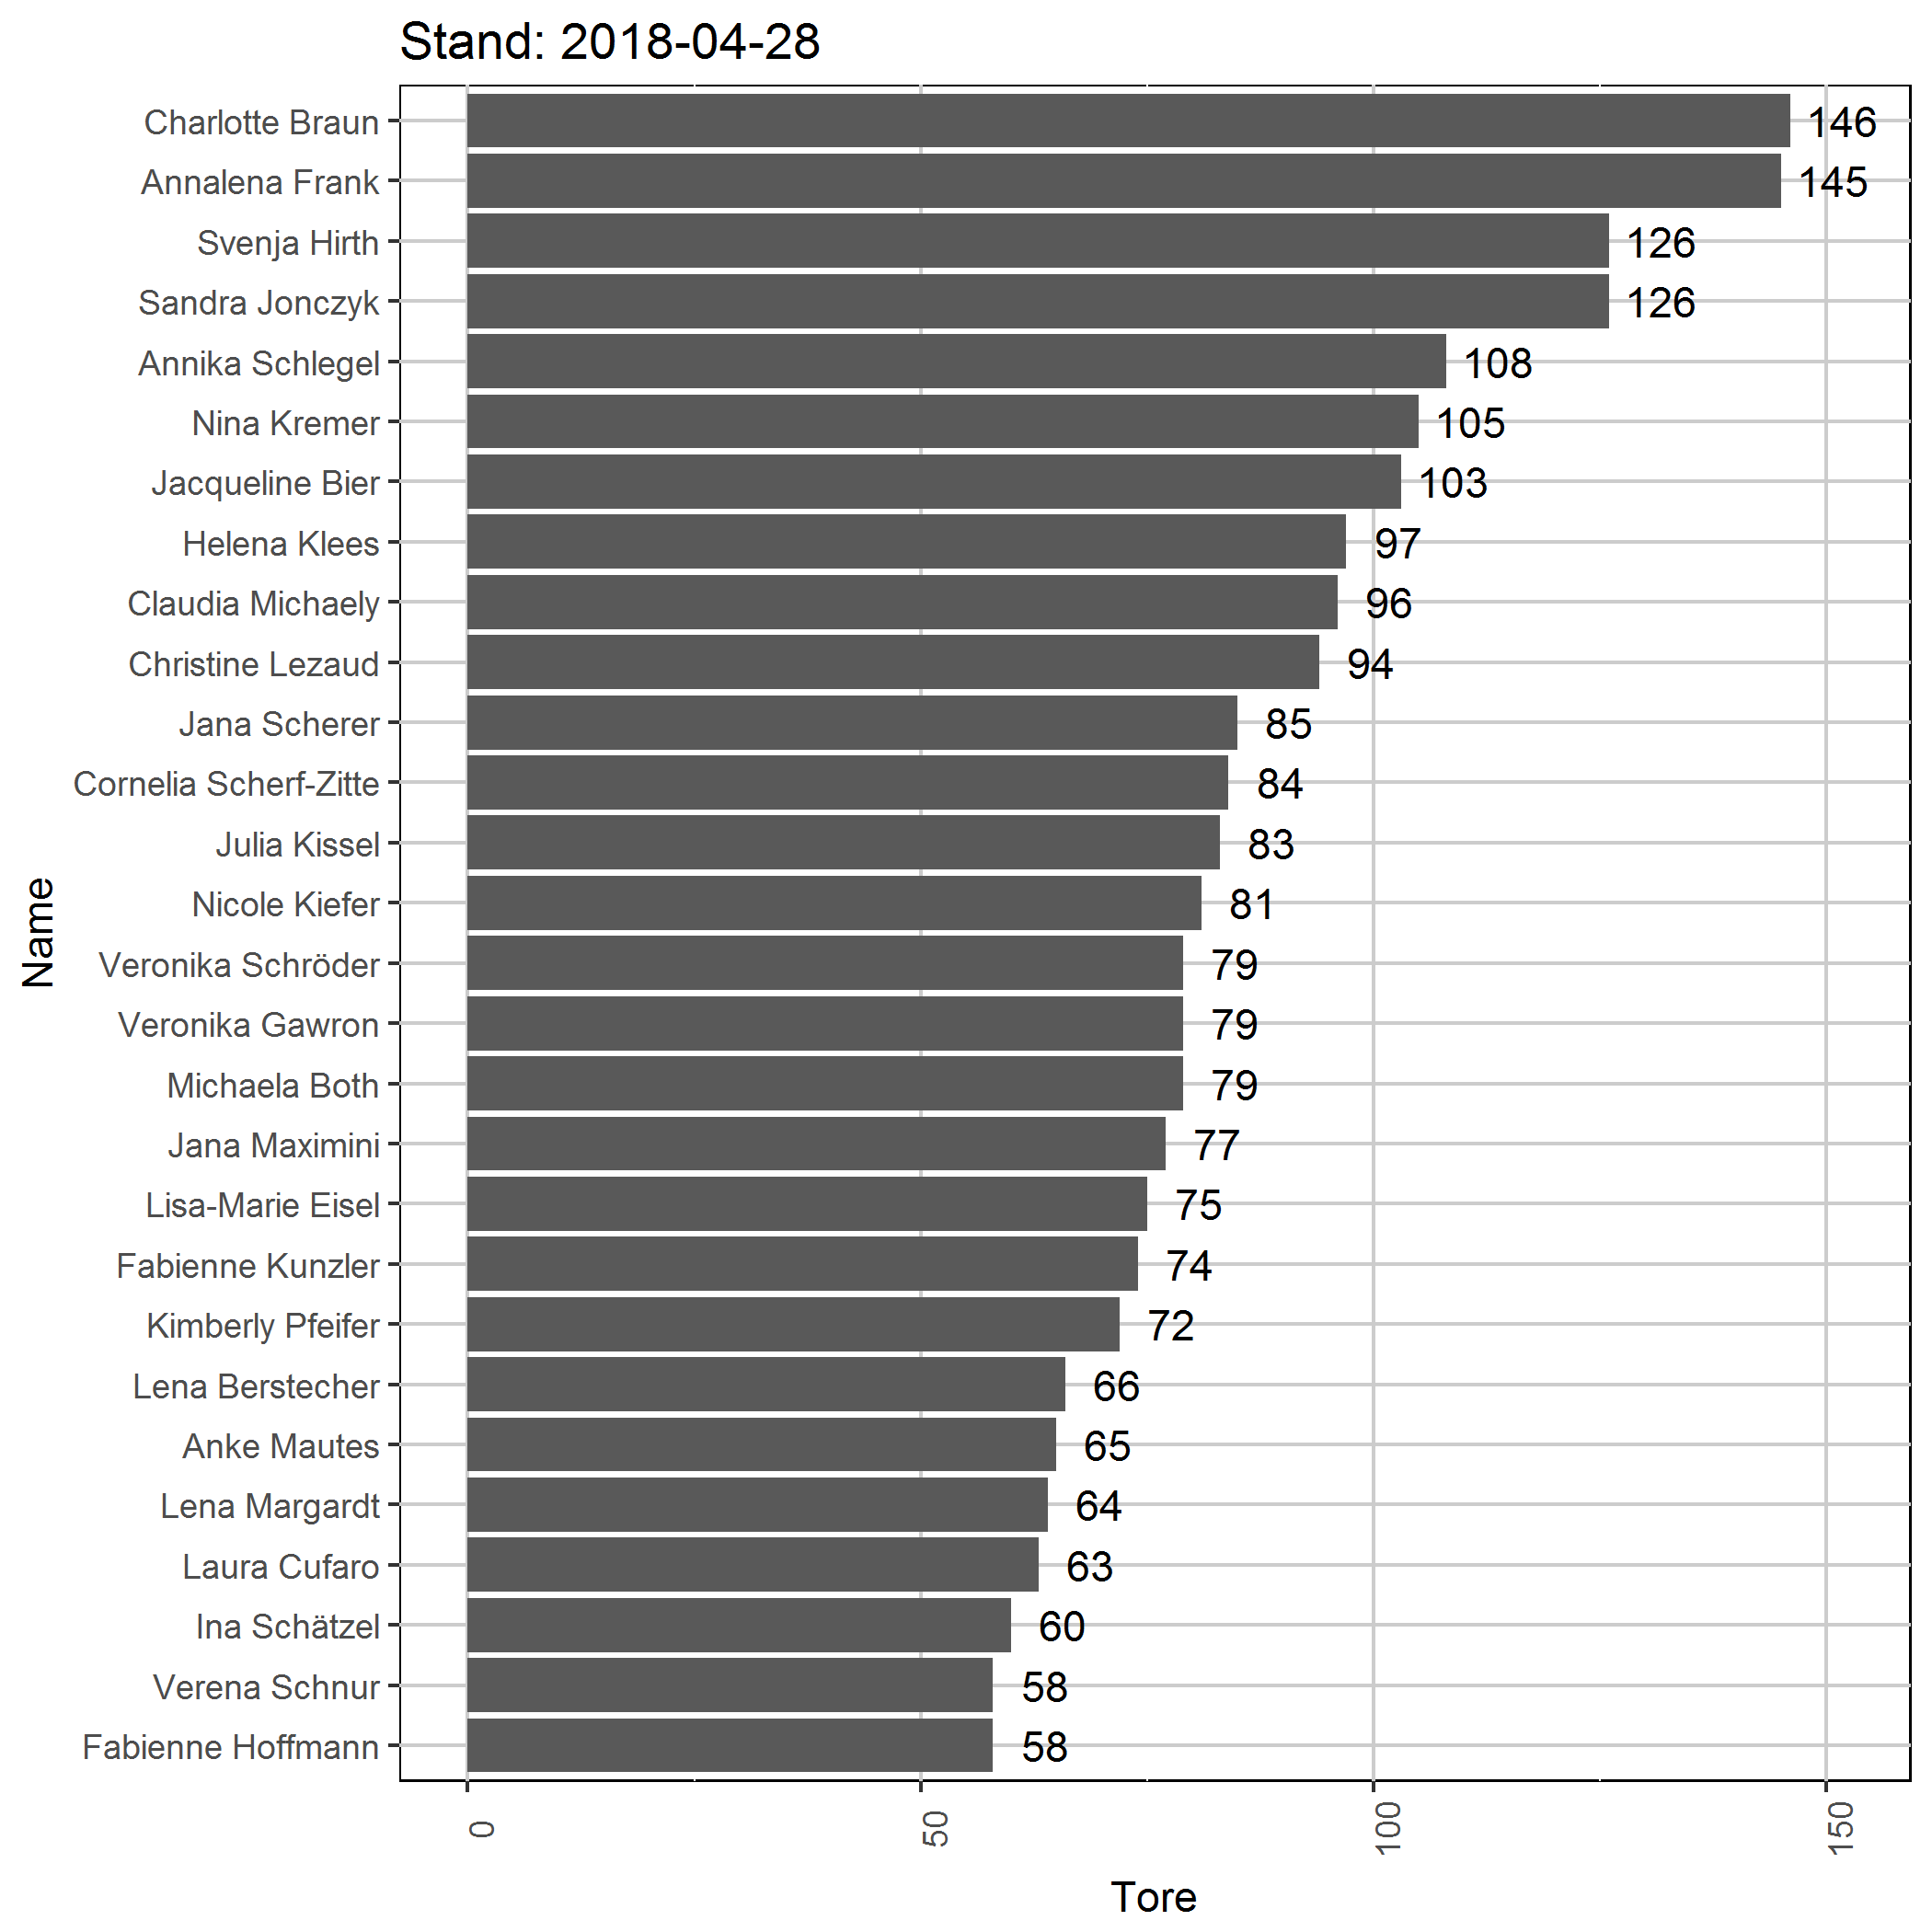 Stand: 2018-04-28
Charlotte Braun 146
Annalena Frank 145
Svenja Hirth 126
Sandra Jonczyk 126
Annika Schlegel 108
Nina Kremer 105
Jacqueline Bier 103
Helena Klees 97
Claudia Michaely 96
Christine Lezaud 94
Jana Scherer 85
Cornelia Scherf-Zitte 84
Julia Kissel 83
Nicole Kiefer 81
Veronika Schröder 79
Veronika Gawron 79
Michaela Both 79
Jana Maximini 77
Lisa-Marie Eisel 75
Fabienne Kunzler 74
Kimberly Pfeifer 72
Lena Berstecher 66
Anke Mautes 65
Lena Margardt 64
Laura Cufaro 63
Ina Schätzel 60
Verena Schnur 58
Fabienne Hoffmann 58
Name
0 50 100 150
Tore